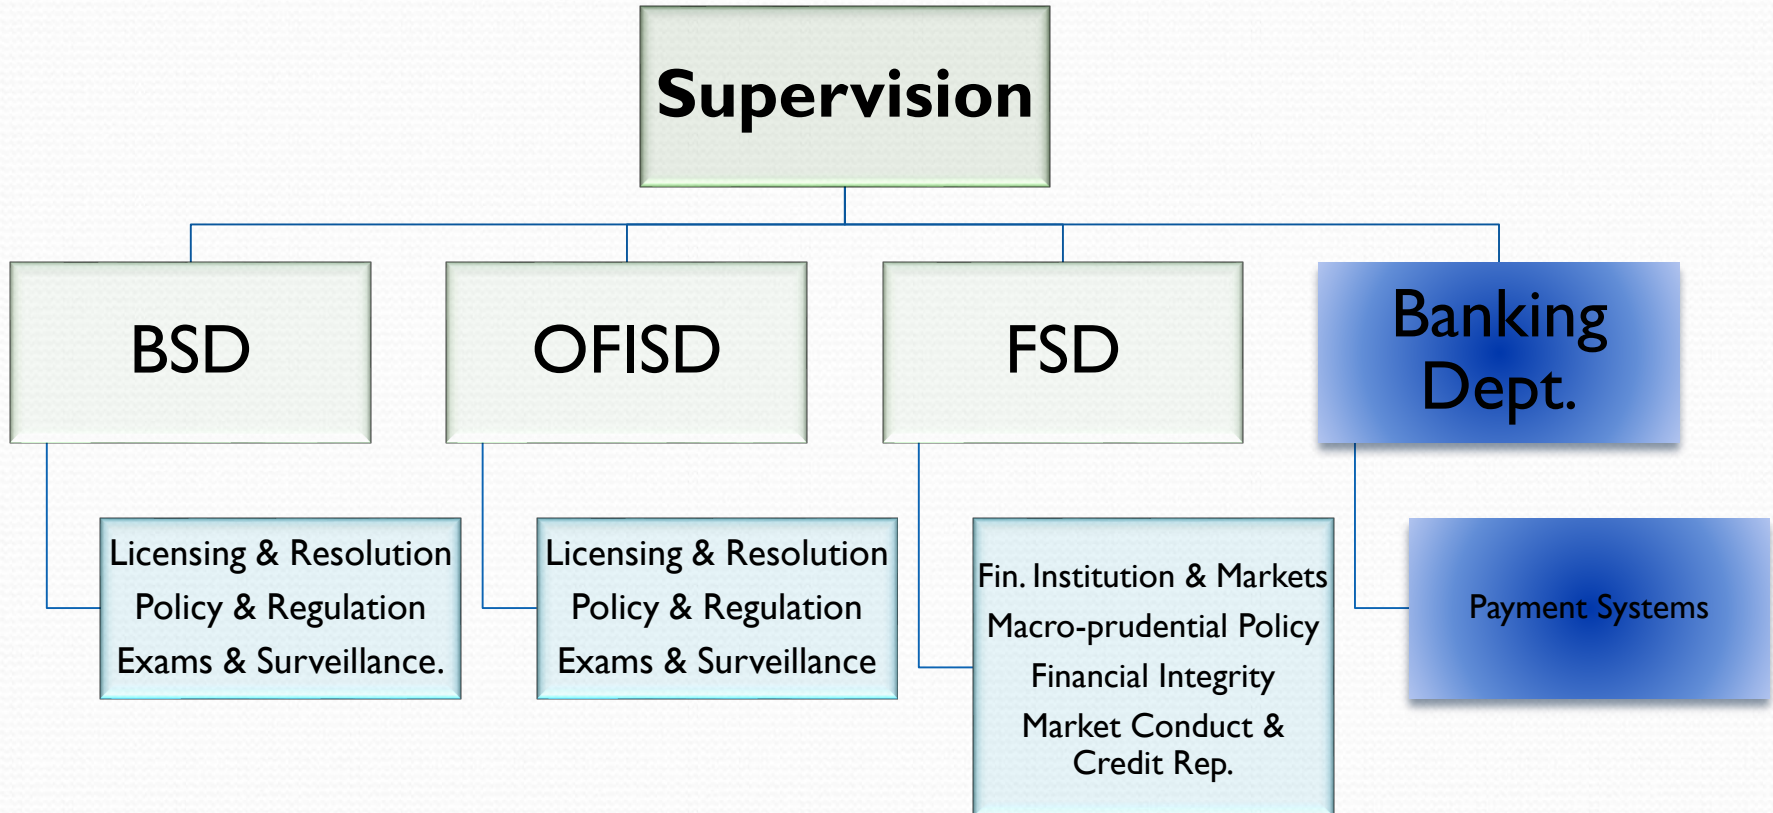 Supervision
BSD
OFISD
FSD
Banking
Dept.
Licensing & Resolution
Policy & Regulation
Exams & Surveillance.
Licensing & Resolution
Policy & Regulation
Exams & Surveillance
Fin. Institution & Markets
Macro-prudential Policy
Financial Integrity
Market Conduct &
Credit Rep.
Payment Systems